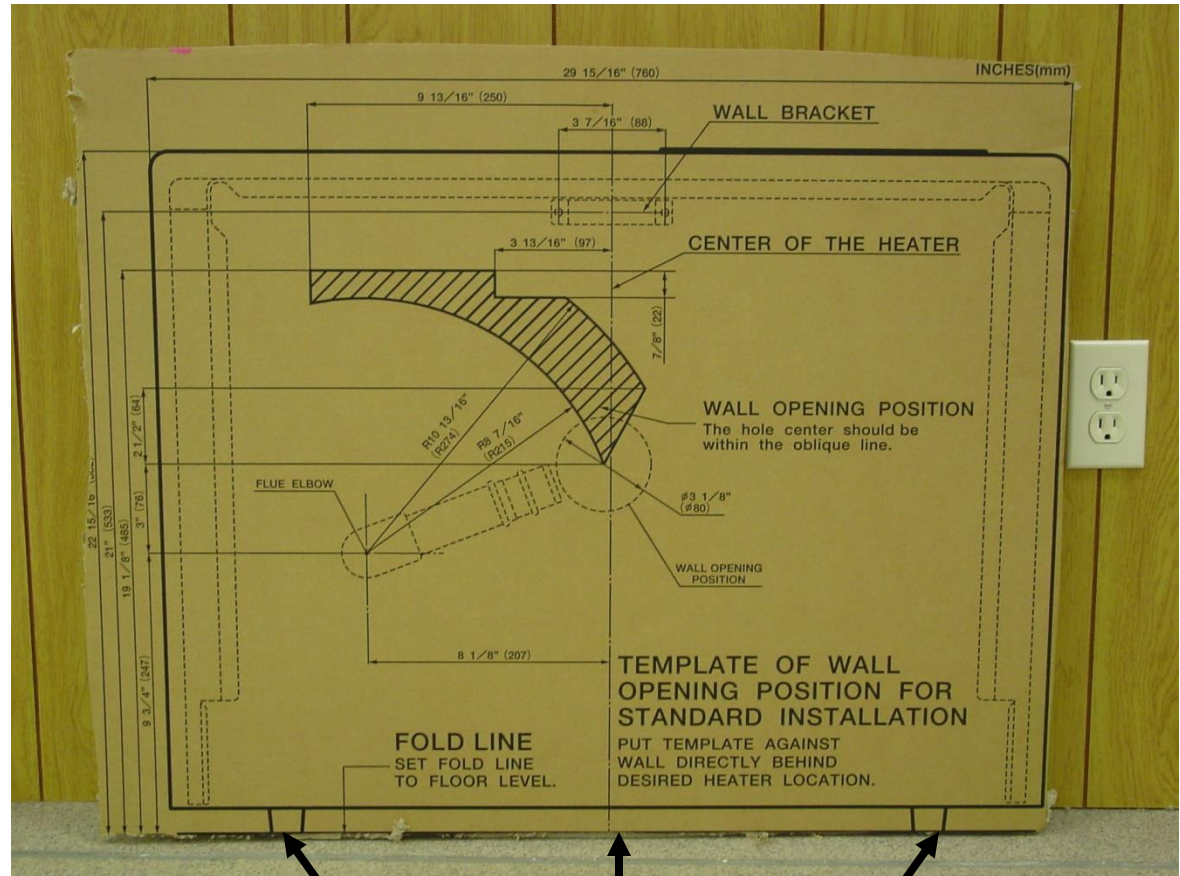 29 15/16" (760)
INCHES(mm)
9 13/16" (250)
3 7/16" (88)
WALL BRACKET
3 13/16" (97)
CENTER OF THE HEATER
7/8" (22)
WALL OPENING POSITION
The hole center should be
within the oblique line.
R10 13/16"
(R274)
R8 7/16"
(R215)
2 1/2" (64)
FLUE ELBOW
ø3 1/8"
(ø80)
3" (76)
22 15/16"
21" (533)
19 1/8" (485)
WALL OPENING
POSITION
9 3/4" (247)
8 1/8" (207)
TEMPLATE OF WALL
OPENING POSITION FOR
STANDARD INSTALLATION
PUT TEMPLATE AGAINST
WALL DIRECTLY BEHIND
DESIRED HEATER LOCATION.
FOLD LINE
SET FOLD LINE
TO FLOOR LEVEL.